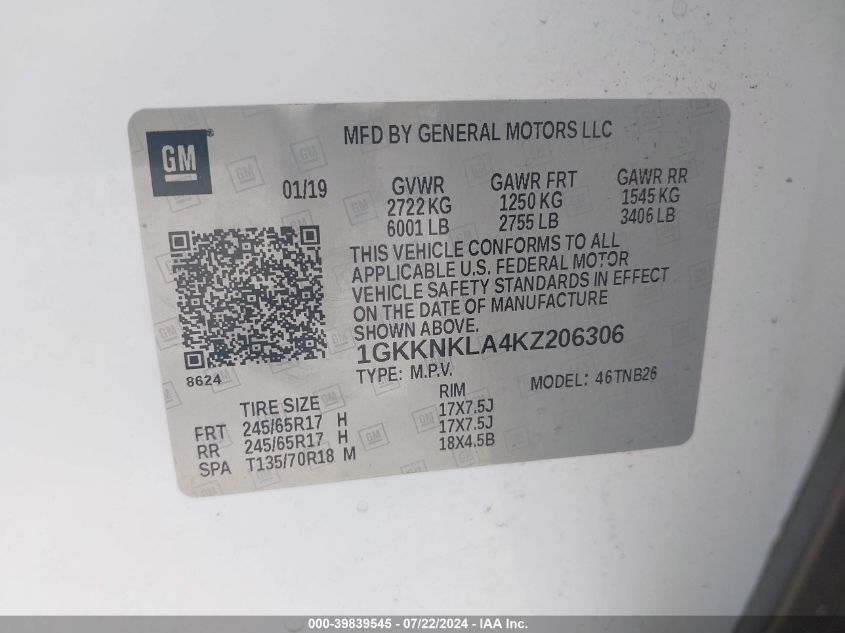 MFD BY GENERAL MOTORS LLC
GM®
01/19
GVWR GAWR FRT GAWR RR
2722 KG 1250 KG 1545 KG
6001 LB 2755 LB 3406 LB
THIS VEHICLE CONFORMS TO ALL
APPLICABLE U.S. FEDERAL MOTOR
VEHICLE SAFETY STANDARDS IN EFFECT
ON THE DATE OF MANUFACTURE
SHOWN ABOVE.
1GKKNKLA4KZ206306
8624
TYPE: M.P.V. MODEL: 46TNB26
TIRE SIZE RIM
FRT 245/65R17 H 17X7.5J
RR 245/65R17 H 17X7.5J
SPA T135/70R18 M 18X4.5B
000-39839545 - 07/22/2024 - IAA Inc.